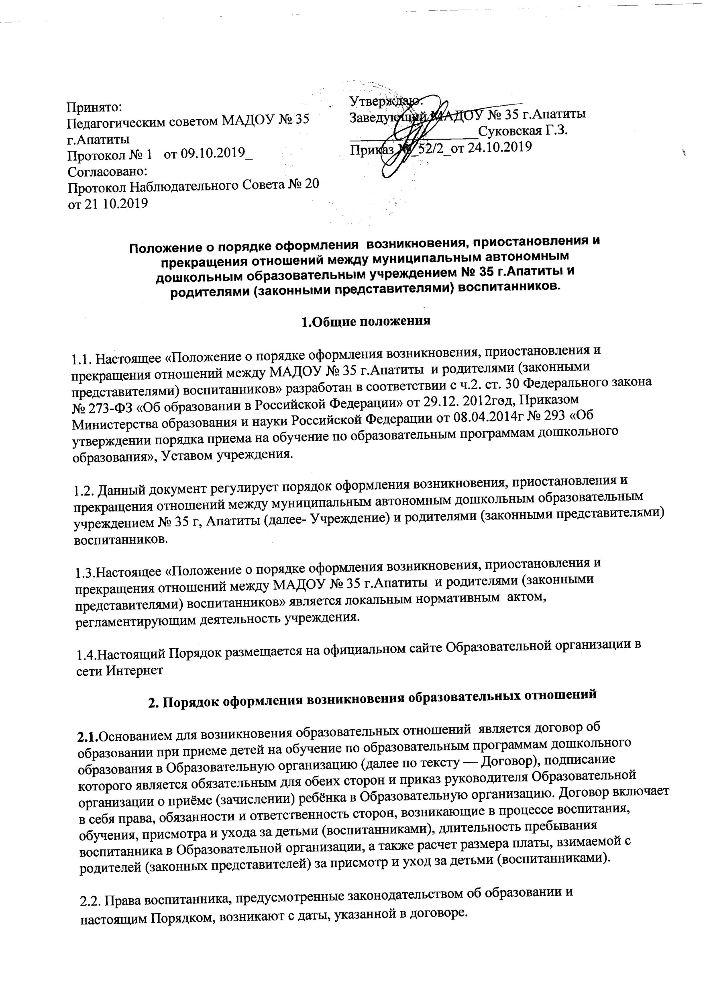 Принято:
Педагогическим советом МАДОУ № 35
г.Апатиты
Протокол № 1 от 09.10.2019_
Согласовано:
Протокол Наблюдательного Совета № 20
от 21 10.2019
Утверждаю:
Заведующий МАДОУ № 35 г.Апатиты
___________________Суковская Г.З.
Приказ №_52/2_от 24.10.2019
Положение о порядке оформления возникновения, приостановления и
прекращения отношений между муниципальным автономным
дошкольным образовательным учреждением № 35 г.Апатиты и
родителями (законными представителями) воспитанников.
1.Общие положения
1.1. Настоящее «Положение о порядке оформления возникновения, приостановления и
прекращения отношений между МАДОУ № 35 г.Апатиты и родителями (законными
представителями) воспитанников» разработан в соответствии с ч.2. ст. 30 Федерального закона
№ 273-ФЗ «Об образовании в Российской Федерации» от 29.12. 2012год, Приказом
Министерства образования и науки Российской Федерации от 08.04.2014г № 293 «Об
утверждении порядка приема на обучение по образовательным программам дошкольного
образования», Уставом учреждения.
1.2. Данный документ регулирует порядок оформления возникновения, приостановления и
прекращения отношений между муниципальным автономным дошкольным образовательным
учреждением № 35 г, Апатиты (далее- Учреждение) и родителями (законными представителями)
воспитанников.
1.3.Настоящее «Положение о порядке оформления возникновения, приостановления и
прекращения отношений между МАДОУ № 35 г.Апатиты и родителями (законными
представителями) воспитанников» является локальным нормативным актом,
регламентирующим деятельность учреждения.
1.4.Настоящий Порядок размещается на официальном сайте Образовательной организации в
сети Интернет
2. Порядок оформления возникновения образовательных отношений
2.1.Основанием для возникновения образовательных отношений является договор об
образовании при приеме детей на обучение по образовательным программам дошкольного
образования в Образовательную организацию (далее по тексту — Договор), подписание
которого является обязательным для обеих сторон и приказ руководителя Образовательной
организации о приёме (зачислении) ребёнка в Образовательную организацию. Договор включает
в себя права, обязанности и ответственность сторон, возникающие в процессе воспитания,
обучения, присмотра и ухода за детьми (воспитанниками), длительность пребывания
воспитанника в Образовательной организации, а также расчет размера платы, взимаемой с
родителей (законных представителей) за присмотр и уход за детьми (воспитанниками).
2.2. Права воспитанника, предусмотренные законодательством об образовании и
настоящим Порядком, возникают с даты, указанной в договоре.